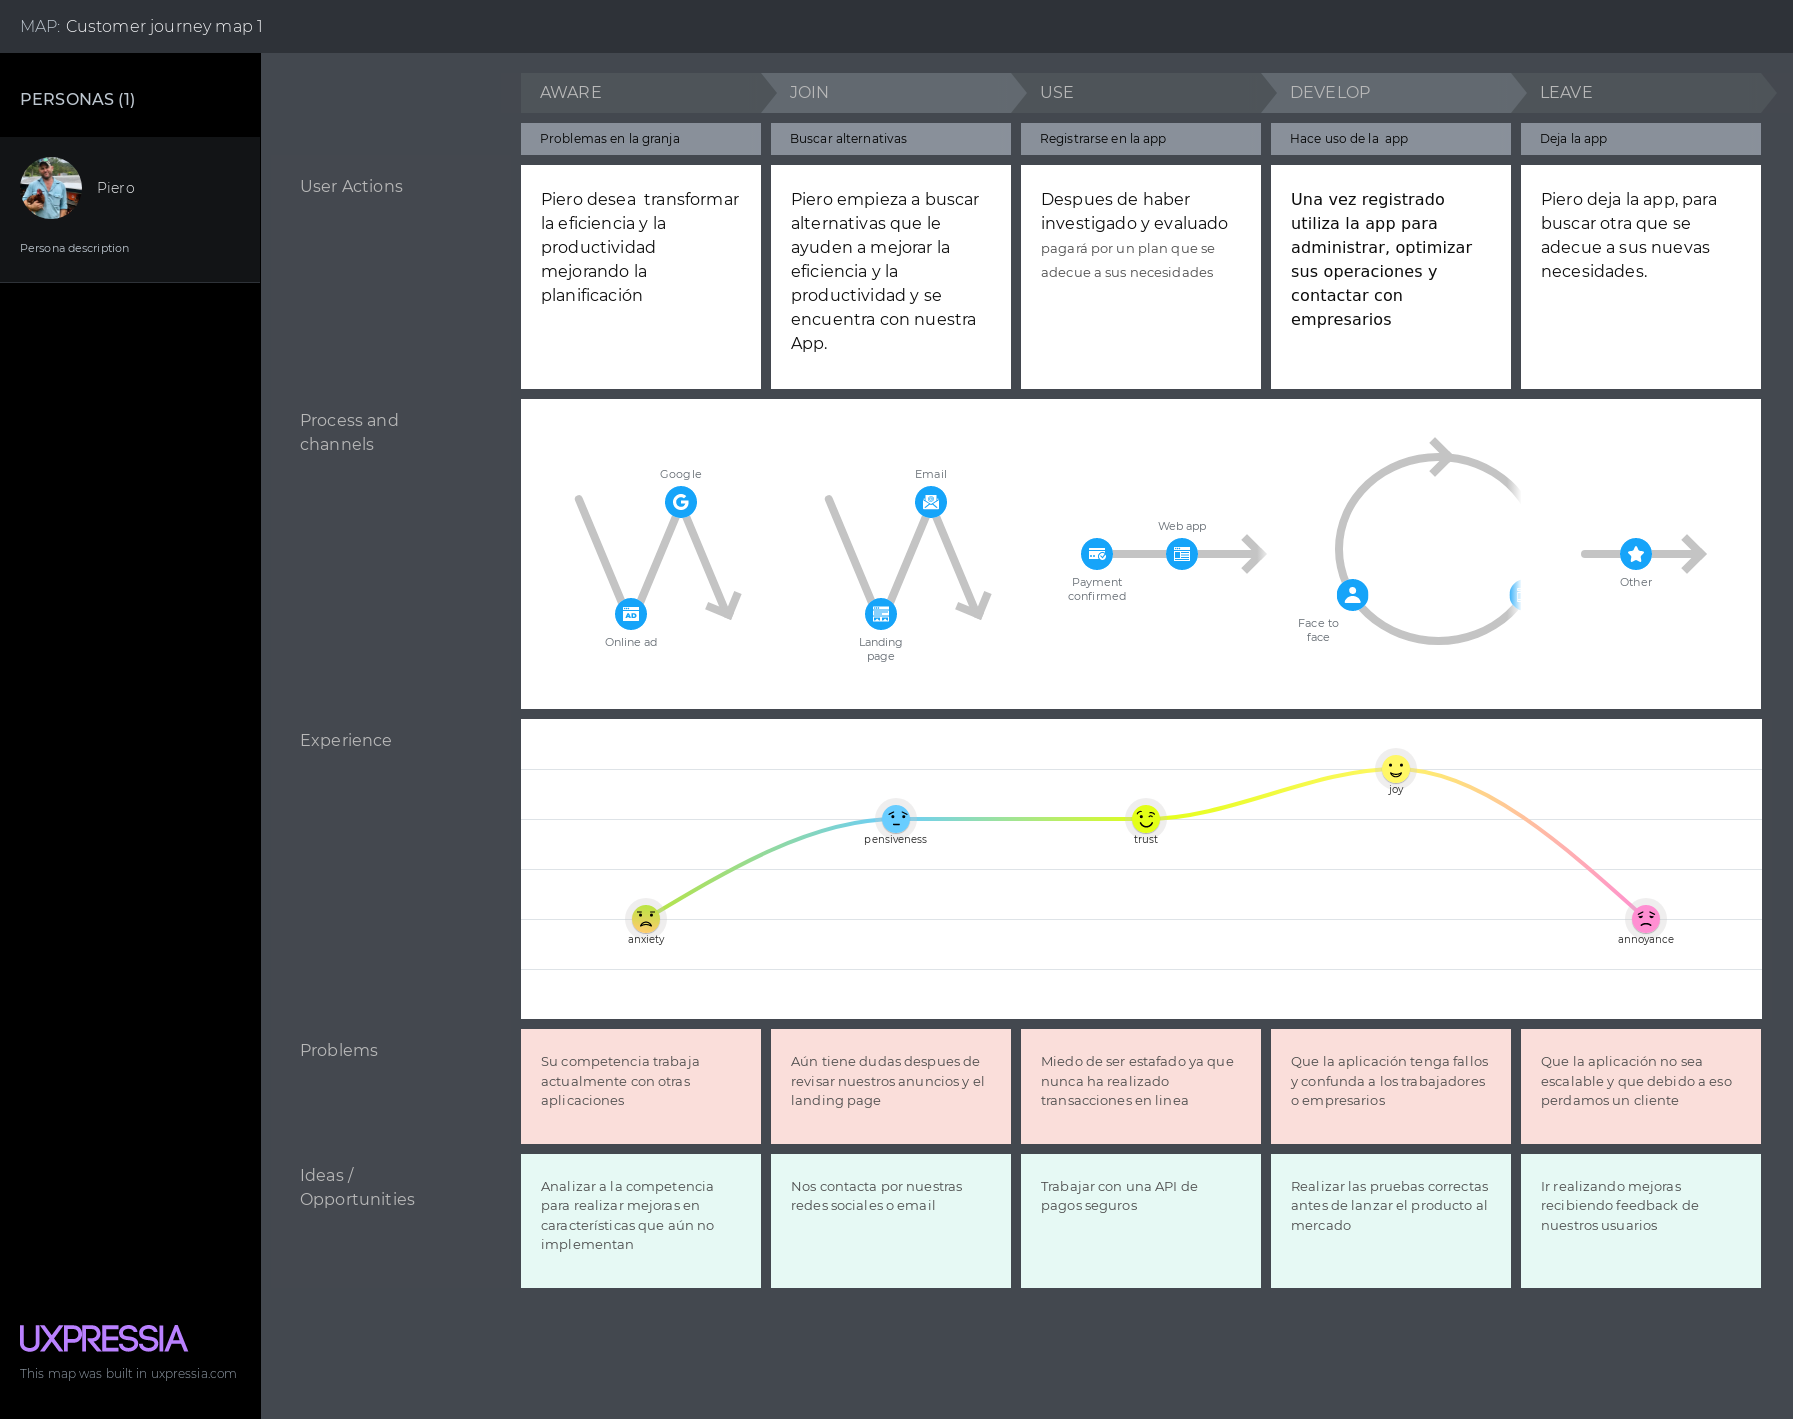 MAP: Customer journey map 1
PERSONAS (1)
Piero
Persona description
AWARE
JOIN
USE
DEVELOP
LEAVE
Problemas en la granja
Buscar alternativas
Registrarse en la app
Hace uso de la  app
Deja la app
User Actions
Piero desea  transformar
la eficiencia y la
productividad
mejorando la
planificación
Piero empieza a buscar
alternativas que le
ayuden a mejorar la
eficiencia y la
productividad y se
encuentra con nuestra
App.
Despues de haber
investigado y evaluado
pagará por un plan que se
adecue a sus necesidades
Una vez registrado
utiliza la app para
administrar, optimizar
sus operaciones y
contactar con
empresarios
Piero deja la app, para
buscar otra que se
adecue a sus nuevas
necesidades.
Process and
channels
Google
AD
Online ad
Email
Landing
page
Payment
confirmed
Web app
Face to
face
Other
Experience
anxiety
pensiveness
trust
joy
annoyance
Problems
Su competencia trabaja
actualmente con otras
aplicaciones
Aún tiene dudas despues de
revisar nuestros anuncios y el
landing page
Miedo de ser estafado ya que
nunca ha realizado
transacciones en linea
Que la aplicación tenga fallos
y confunda a los trabajadores
o empresarios
Que la aplicación no sea
escalable y que debido a eso
perdamos un cliente
Ideas /
Opportunities
Analizar a la competencia
para realizar mejoras en
características que aún no
implementan
Nos contacta por nuestras
redes sociales o email
Trabajar con una API de
pagos seguros
Realizar las pruebas correctas
antes de lanzar el producto al
mercado
Ir realizando mejoras
recibiendo feedback de
nuestros usuarios
UXPRESSIA
This map was built in uxpressia.com